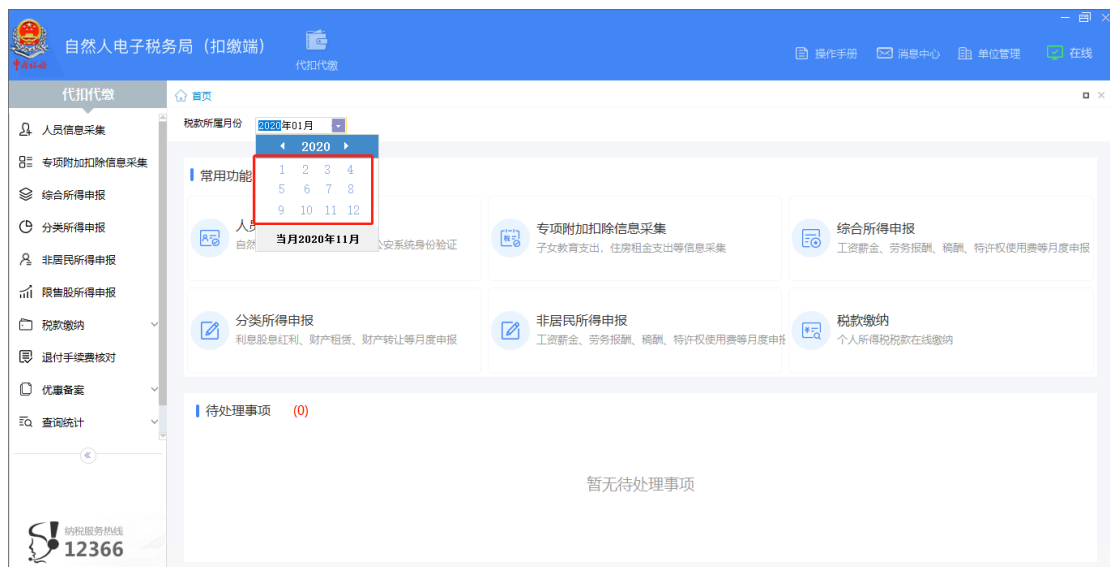 自然人电子税务局（扣缴端）
代扣代缴
操作手册
消息中心
单位管理
在线
代扣代缴
首页
人员信息采集
专项附加扣除信息采集
综合所得申报
分类所得申报
非居民所得申报
限售股所得申报
税款缴纳
退付手续费核对
优惠备案
查询统计
纳税服务热线
12366
税款所属月份 2020年01月
2020
1 2 3 4
5 6 7 8
9 10 11 12
当月2020年11月
常用功能
自然
公安系统身份验证
专项附加扣除信息采集
子女教育支出，住房租金支出等信息采集
综合所得申报
工资薪金、劳务报酬、稿酬、特许权使用费等月度申报
分类所得申报
利息股息红利、财产租赁、财产转让等月度申报
非居民所得申报
工资薪金、劳务报酬、稿酬、特许权使用费等月度申报
税款缴纳
个人所得税税款在线缴纳
待处理事项 (0)
暂无待处理事项